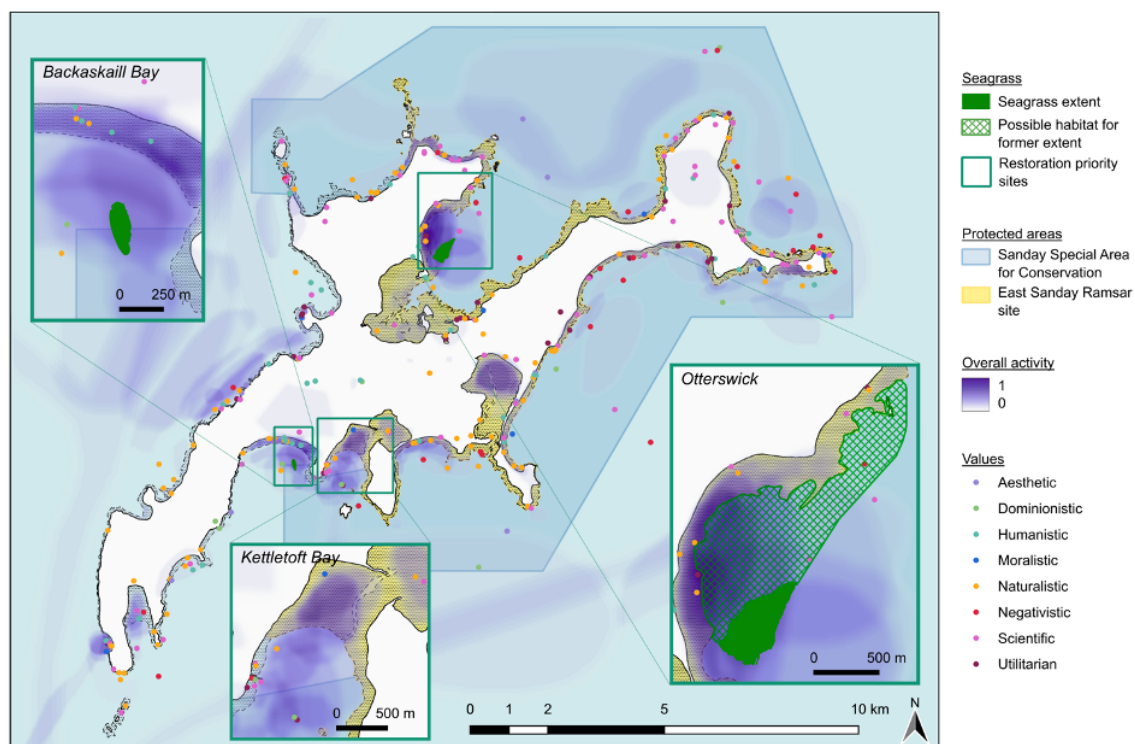 Backaskaill Bay
0 250 m
Otterswick
0 500 m
Kettletoft Bay
0 500 m
0 1 2 5 10 km
N
Seagrass
Seagrass extent
Possible habitat for
former extent
Restoration priority
sites
Protected areas
Sanday Special Area
for Conservation
East Sanday Ramsar
site
Overall activity
1
0
Values
Aesthetic
Dominionistic
Humanistic
Moralistic
Naturalistic
Negativistic
Scientific
Utilitarian